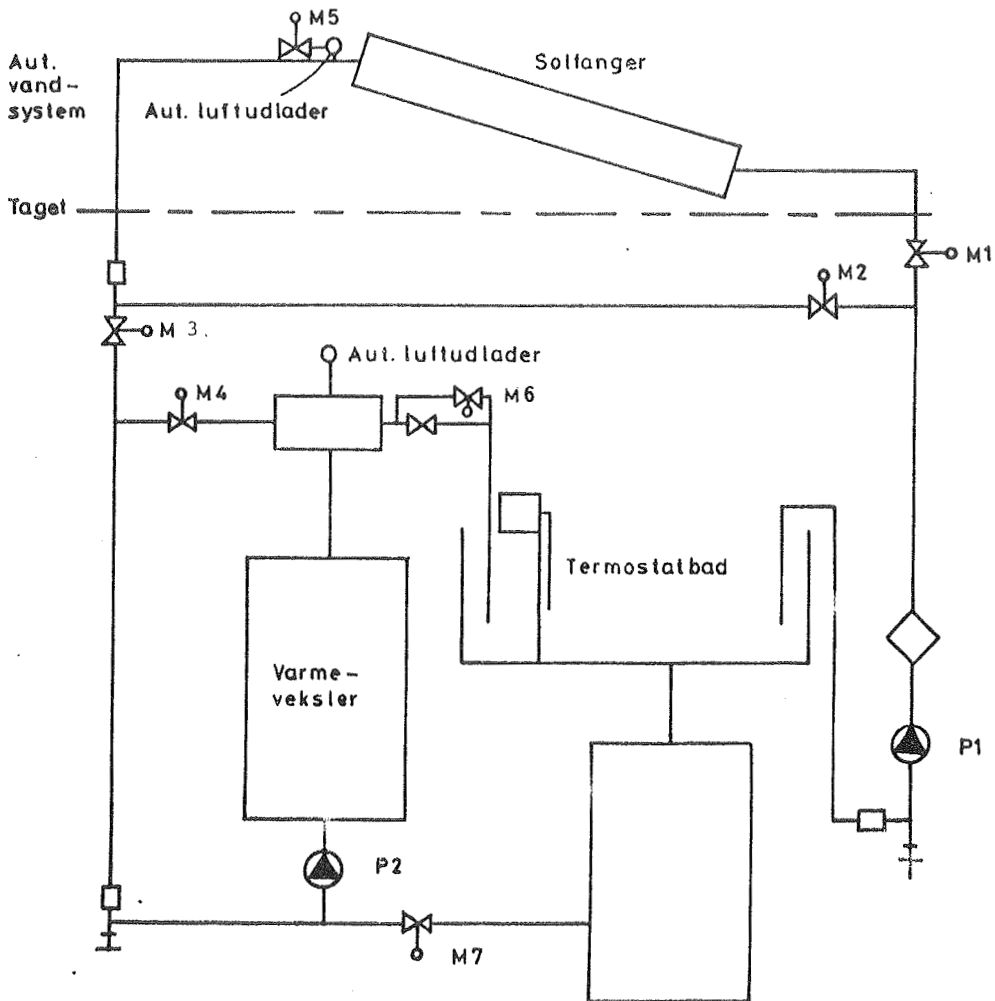 M5
Aut.
vand-
system
Aut. luftudlader
Solfanger
Taget
M1
M2
M 3.
Aut. luftudlader
M4
M6
Termostatbad
Varme-
veksler
P1
P2
M7